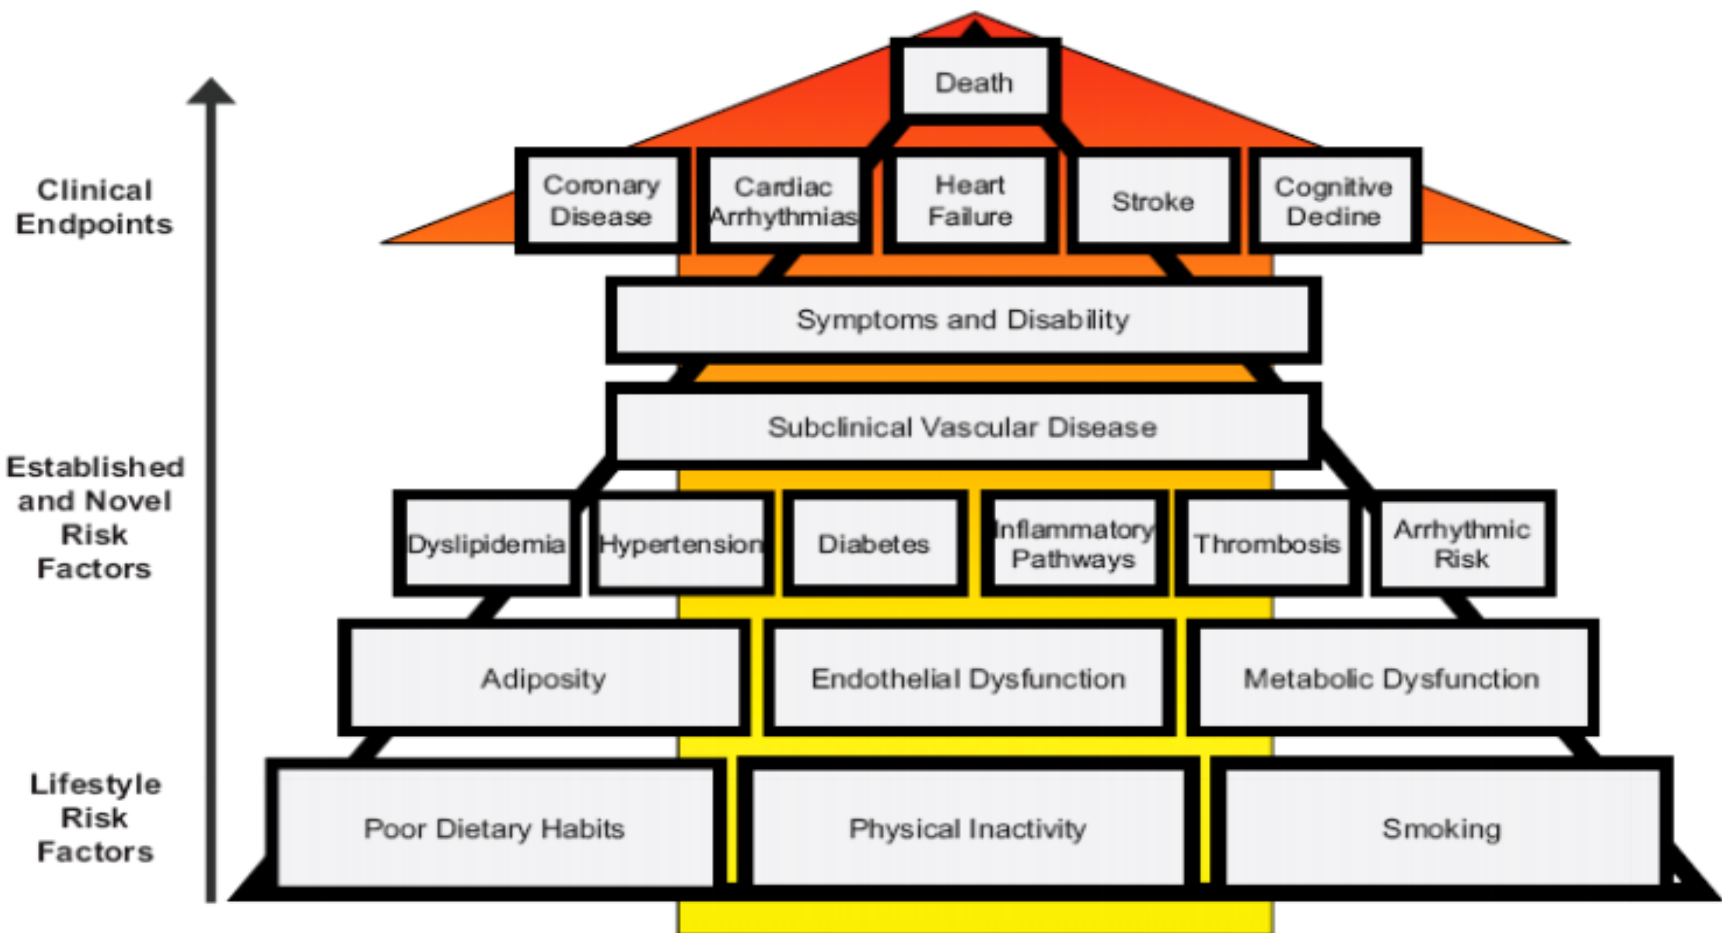 Death
Clinical
Endpoints
Coronary
Disease
Cardiac
Arrhythmias
Heart
Failure
Stroke
Cognitive
Decline
Symptoms and Disability
Subclinical Vascular Disease
Established
and Novel
Risk
Factors
Dyslipidemia
Hypertension
Diabetes
Inflammatory
Pathways
Thrombosis
Arrhythmic
Risk
Adiposity
Endothelial Dysfunction
Metabolic Dysfunction
Lifestyle
Risk
Factors
Poor Dietary Habits
Physical Inactivity
Smoking